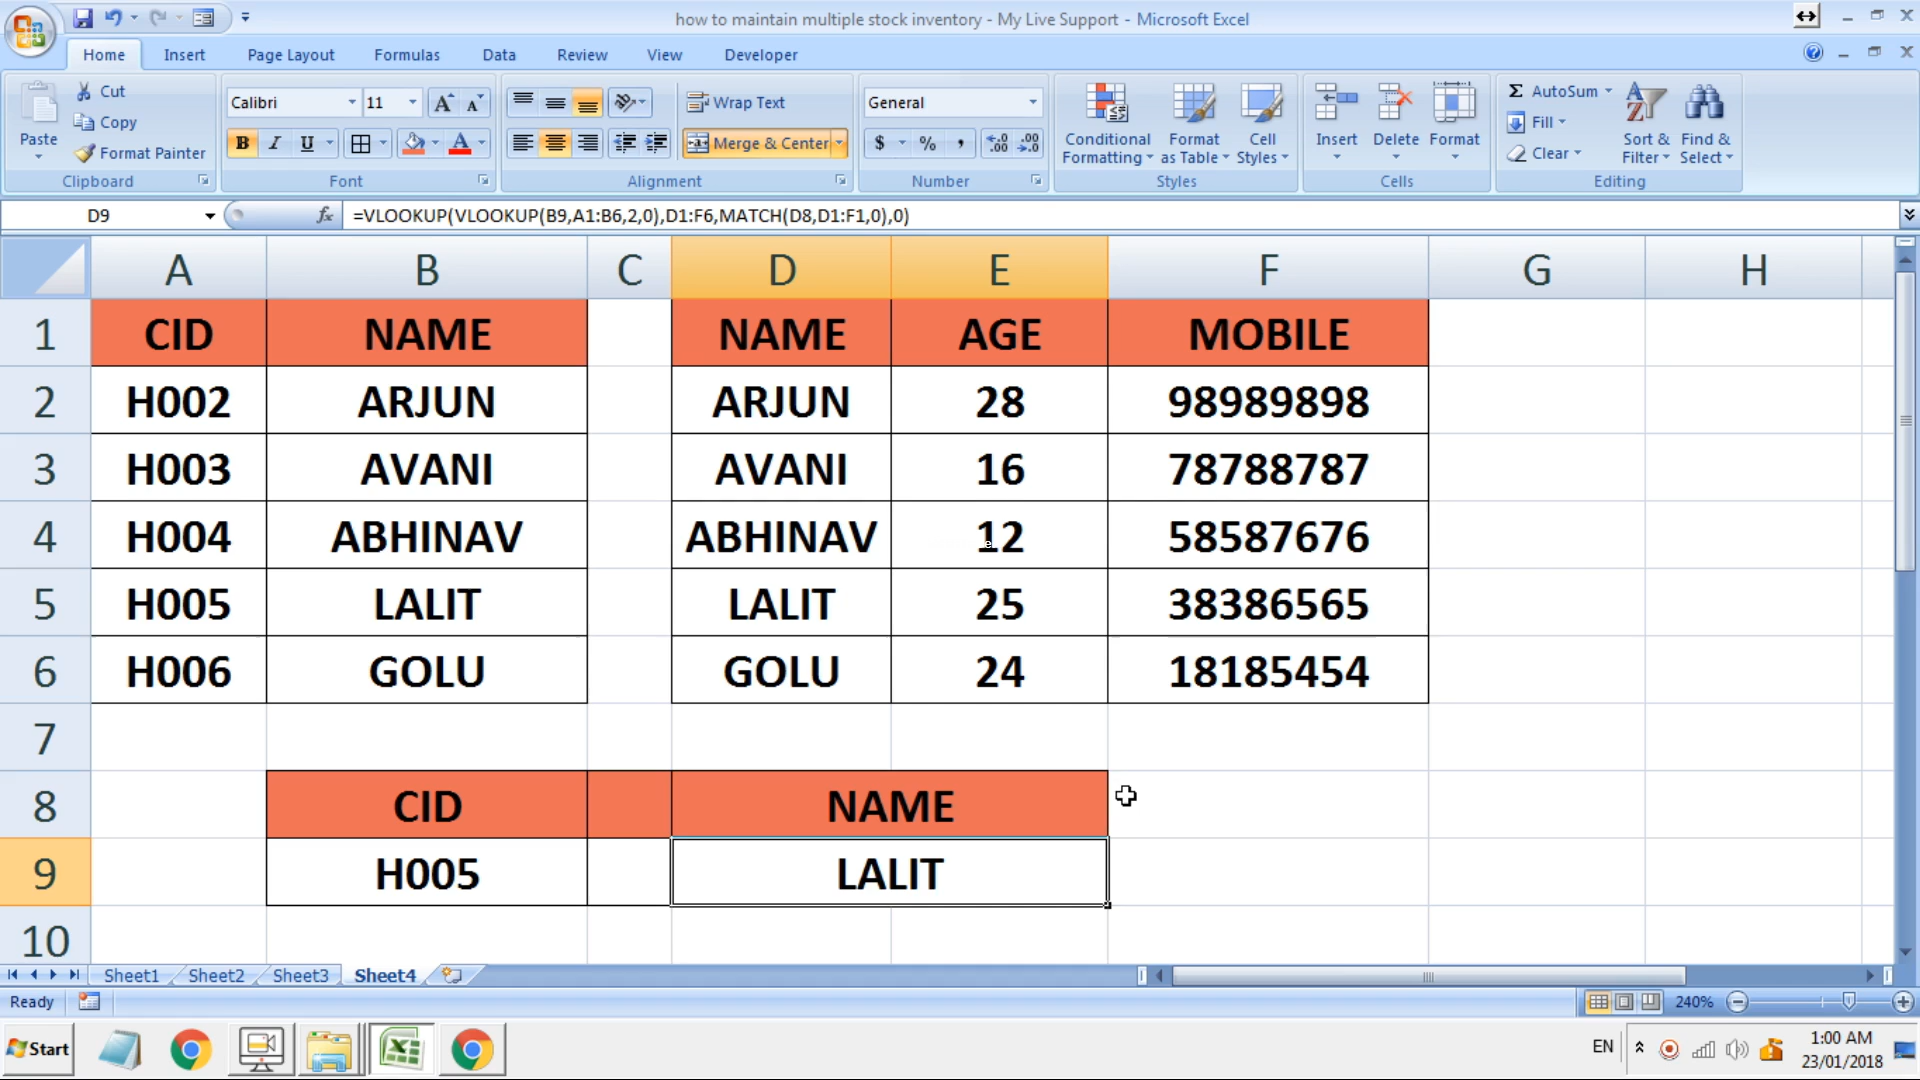 how to maintain multiple stock inventory - My Live Support - Microsoft Excel
Home Insert Page Layout Formulas Data Review View Developer
Paste
Cut
Copy
Format Painter
Clipboard
Calibri 11
B I U
Font
Wrap Text
Merge & Center
Alignment
General
$ % ,
Number
Conditional Formatting
Format as Table
Cell Styles
Styles
Insert Delete Format
Cells
AutoSum
Fill
Clear
Sort & Filter
Find & Select
Editing
D9 fx =VLOOKUP(VLOOKUP(B9,A1:B6,2,0),D1:F6,MATCH(D8,D1:F1,0),0)
A B C D E F G H
1 CID NAME NAME AGE MOBILE
2 H002 ARJUN ARJUN 28 98989898
3 H003 AVANI AVANI 16 78788787
4 H004 ABHINAV ABHINAV 12 58587676
5 H005 LALIT LALIT 25 38386565
6 H006 GOLU GOLU 24 18185454
7
8 CID NAME
9 H005 LALIT
10
Sheet1 Sheet2 Sheet3 Sheet4
Ready 240%
Start EN 1:00 AM
23/01/2018